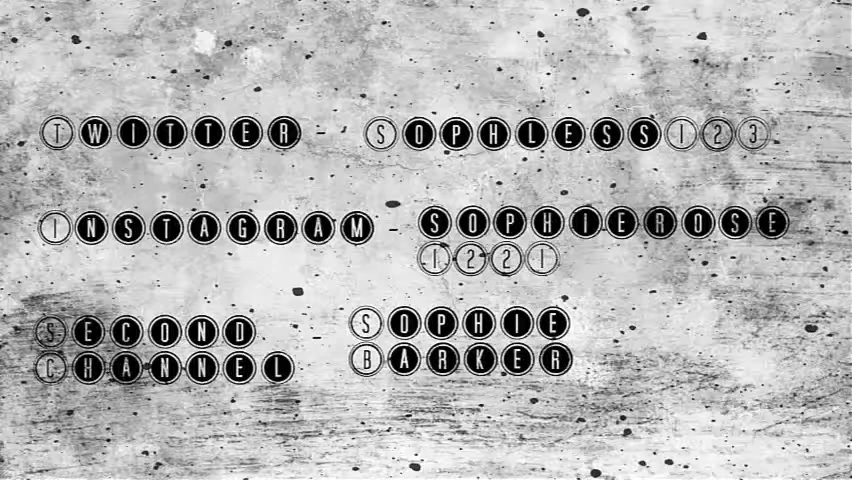 TWITTER - SOPHLESS123
INSTAGRAM - SOPHIEROSE
1221
SECOND - SOPHIE
CHANNEL BARKER